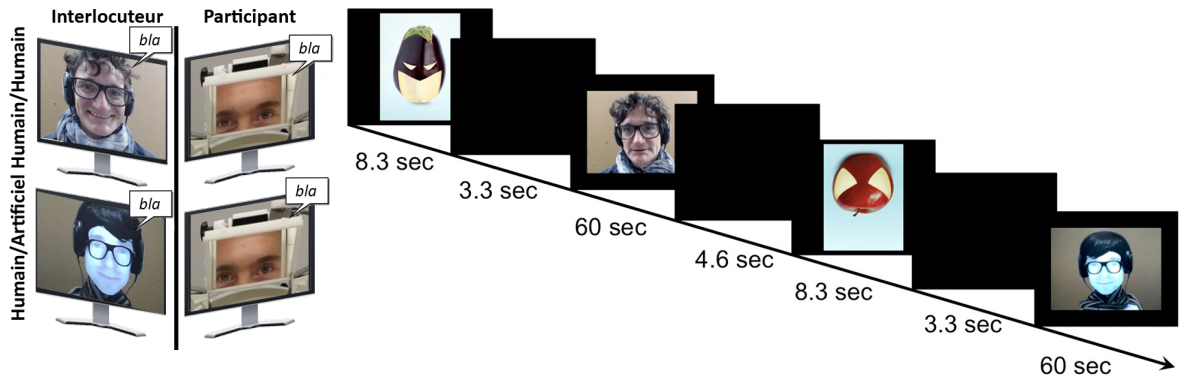 Interlocuteur
Participant
Humain/Artificiel Humain/Humain
bla
bla
bla
bla
8.3 sec
3.3 sec
60 sec
4.6 sec
8.3 sec
3.3 sec
60 sec